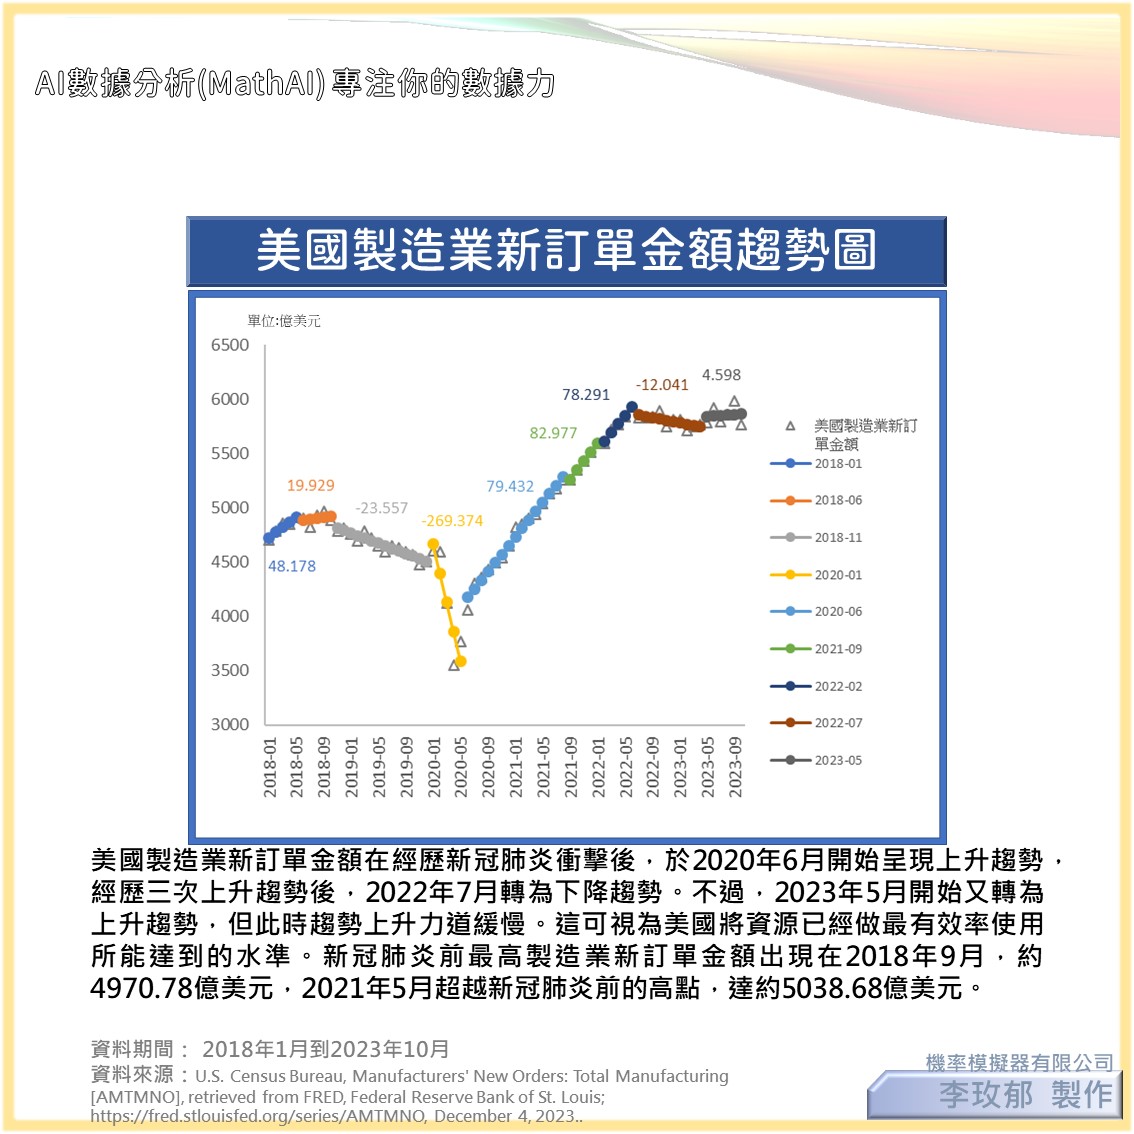 AI數據分析(MathAI) 專注你的數據力
美國製造業新訂單金額趨勢圖
單位:億美元
6500
6000
5500
5000
4500
4000
3500
3000
48.178
19.929
-23.557
-269.374
79.432
82.977
78.291
-12.041
4.598
2018-01
2018-05
2018-09
2019-01
2019-05
2019-09
2020-01
2020-05
2020-09
2021-01
2021-05
2021-09
2022-01
2022-05
2022-09
2023-01
2023-05
2023-09
美國製造業新訂
單金額
2018-01
2018-06
2018-11
2020-01
2020-06
2021-09
2022-02
2022-07
2023-05
美國製造業新訂單金額在經歷新冠肺炎衝擊後，於2020年6月開始呈現上升趨勢，
經歷三次上升趨勢後，2022年7月轉為下降趨勢。不過，2023年5月開始又轉為
上升趨勢，但此時趨勢上升力道緩慢。這可視為美國將資源已經做最有效率使用
所能達到的水準。新冠肺炎前最高製造業新訂單金額出現在2018年9月，約
4970.78億美元，2021年5月超越新冠肺炎前的高點，達約5038.68億美元。
資料期間： 2018年1月到2023年10月
資料來源：U.S. Census Bureau, Manufacturers' New Orders: Total Manufacturing
[AMTMNO], retrieved from FRED, Federal Reserve Bank of St. Louis;
https://fred.stlouisfed.org/series/AMTMNO, December 4, 2023..
機率模擬器有限公司
李玫郁 製作